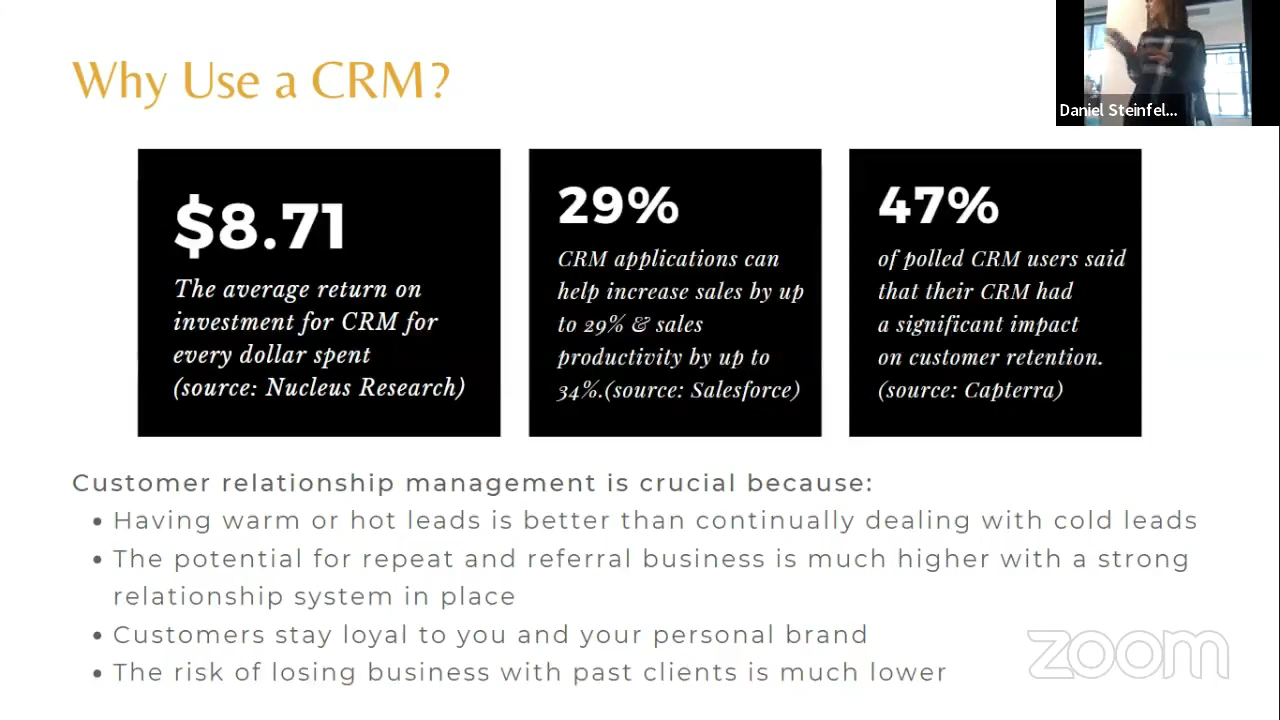 Why Use a CRM?
Daniel Steinfel...
$8.71
The average return on
investment for CRM for
every dollar spent
(source: Nucleus Research)
29%
CRM applications can
help increase sales by up
to 29% & sales
productivity by up to
34%.(source: Salesforce)
47%
of polled CRM users said
that their CRM had
a significant impact
on customer retention.
(source: Capterra)
Customer relationship management is crucial because:
• Having warm or hot leads is better than continually dealing with cold leads
• The potential for repeat and referral business is much higher with a strong
relationship system in place
• Customers stay loyal to you and your personal brand
• The risk of losing business with past clients is much lower
zoom